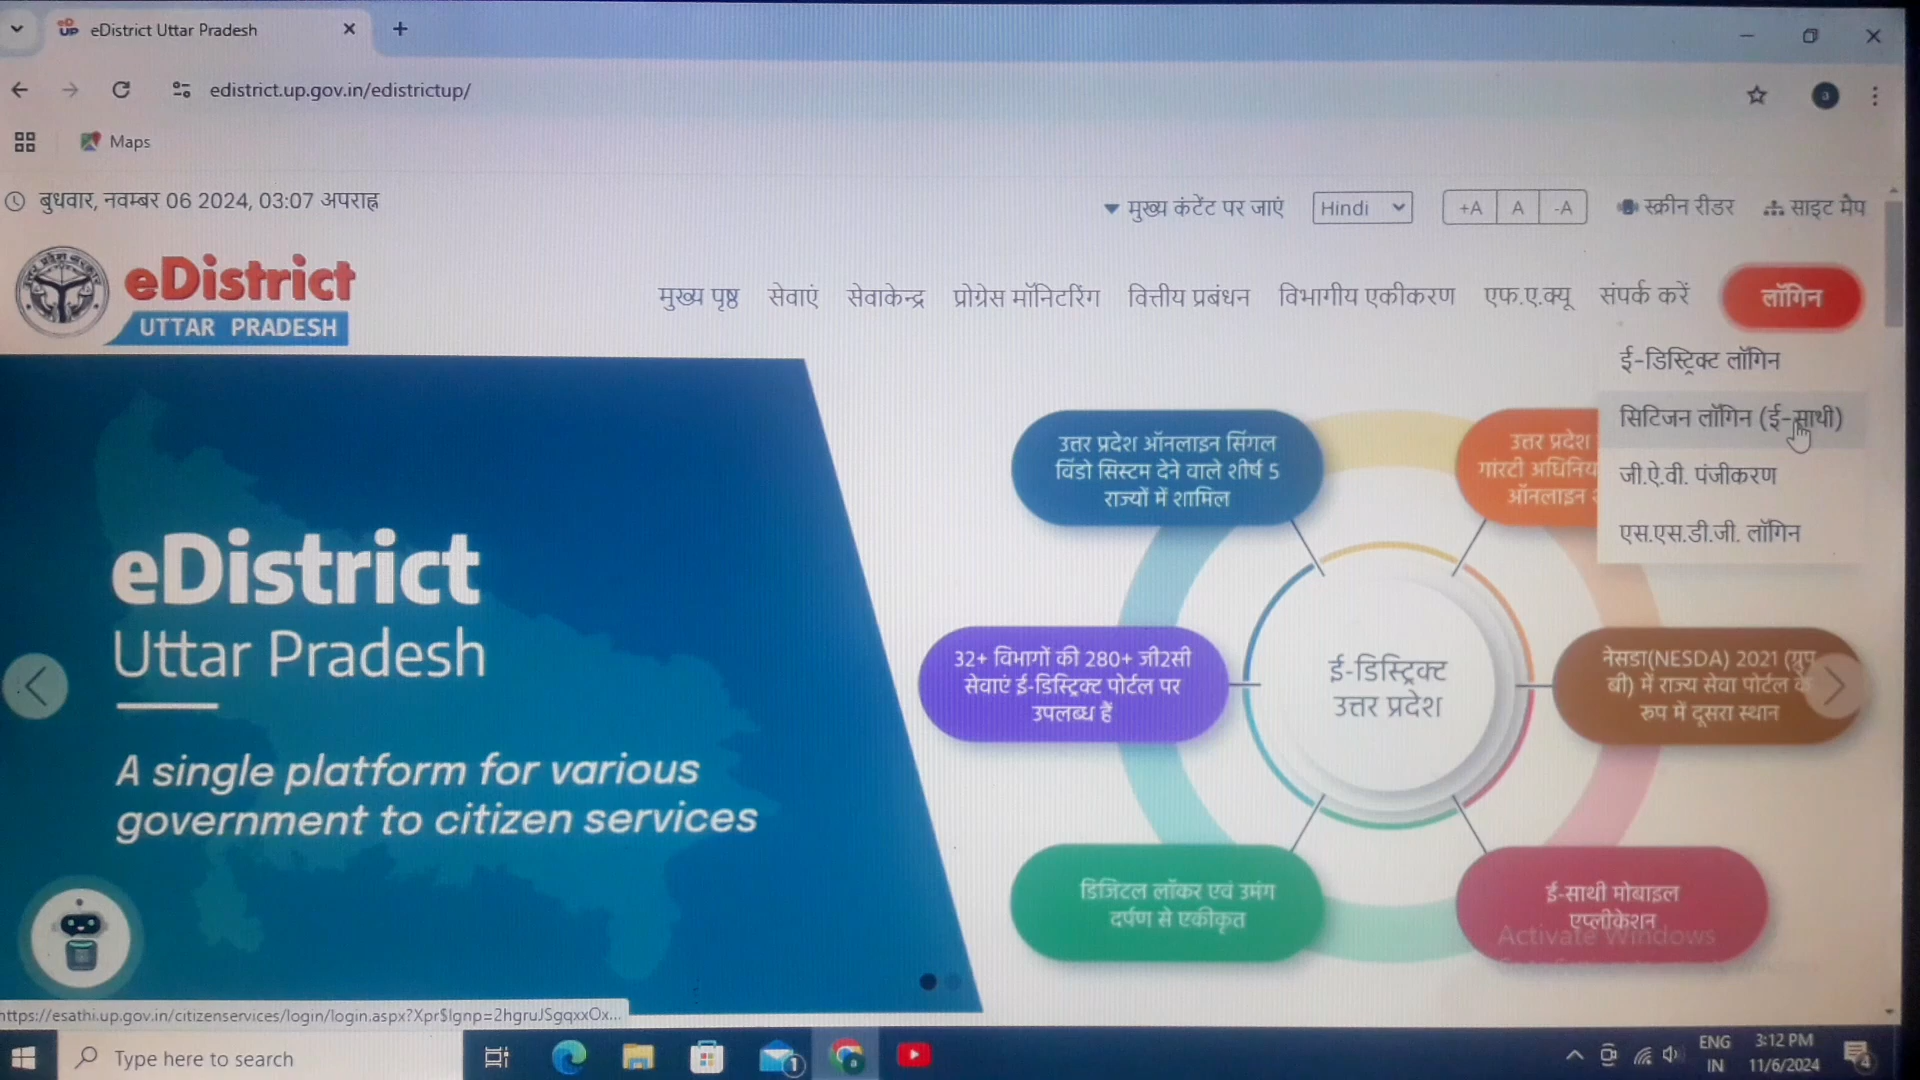 eDistrict Uttar Pradesh
edistrict.up.gov.in/edistrictup/
Maps
बुधवार, नवम्बर 06 2024, 03:07 अपराह्न
मुख्य कंटेंट पर जाएं
Hindi
+A A -A
स्क्रीन रीडर
साइट मैप
eDistrict
UTTAR PRADESH
मुख्य पृष्ठ सेवाएं सेवाकेन्द्र प्रोग्रेस मॉनिटरिंग वित्तीय प्रबंधन विभागीय एकीकरण एफ.ए.क्यू संपर्क करें लॉगिन
ई-डिस्ट्रिक्ट लॉगिन
सिटिजन लॉगिन (ई-साथी)
जी.ऐ.वी. पंजीकरण
एस.एस.डी.जी. लॉगिन
eDistrict
Uttar Pradesh
A single platform for various
government to citizen services
उत्तर प्रदेश ऑनलाइन सिंगल
विंडो सिस्टम देने वाले शीर्ष 5
राज्यों में शामिल
उत्तर प्रदेश
गांरटी अधिनिय
ऑनलाइन
32+ विभागों की 280+ जी2सी
सेवाएं ई-डिस्ट्रिक्ट पोर्टल पर
उपलब्ध हैं
ई-डिस्ट्रिक्ट
उत्तर प्रदेश
नेसडा(NESDA) 2021 (ग्रुप
बी) में राज्य सेवा पोर्टल के
रुप में दूसरा स्थान
डिजिटल लॉकर एवं उमंग
दर्पण से एकीकृत
ई-साथी मोबाइल
एप्लीकेशन
Activate Windows
https://esathi.up.gov.in/citizenservices/login/login.aspx?Xpr$lgnp=2hgruJSgqxxOx...
Type here to search
1
ENG
IN
3:12 PM
11/6/2024
4